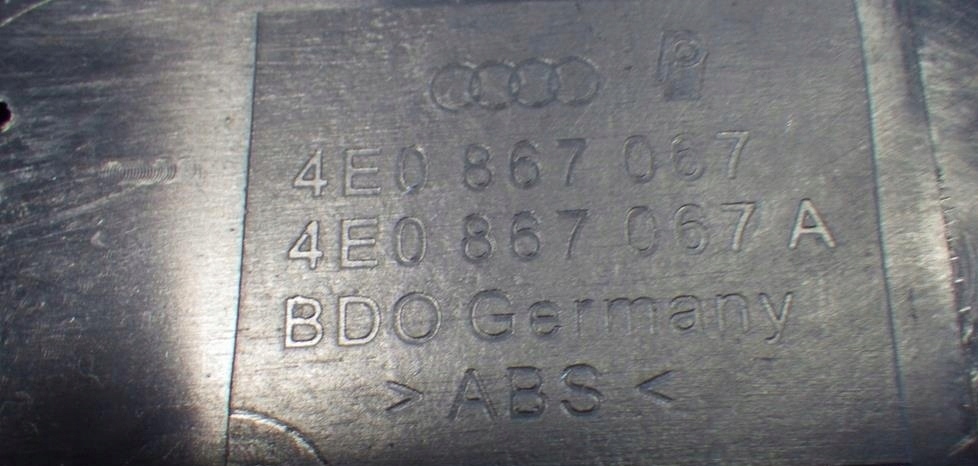 4E0 867 067
4E0 867 067 A
BDO Germany
> ABS <